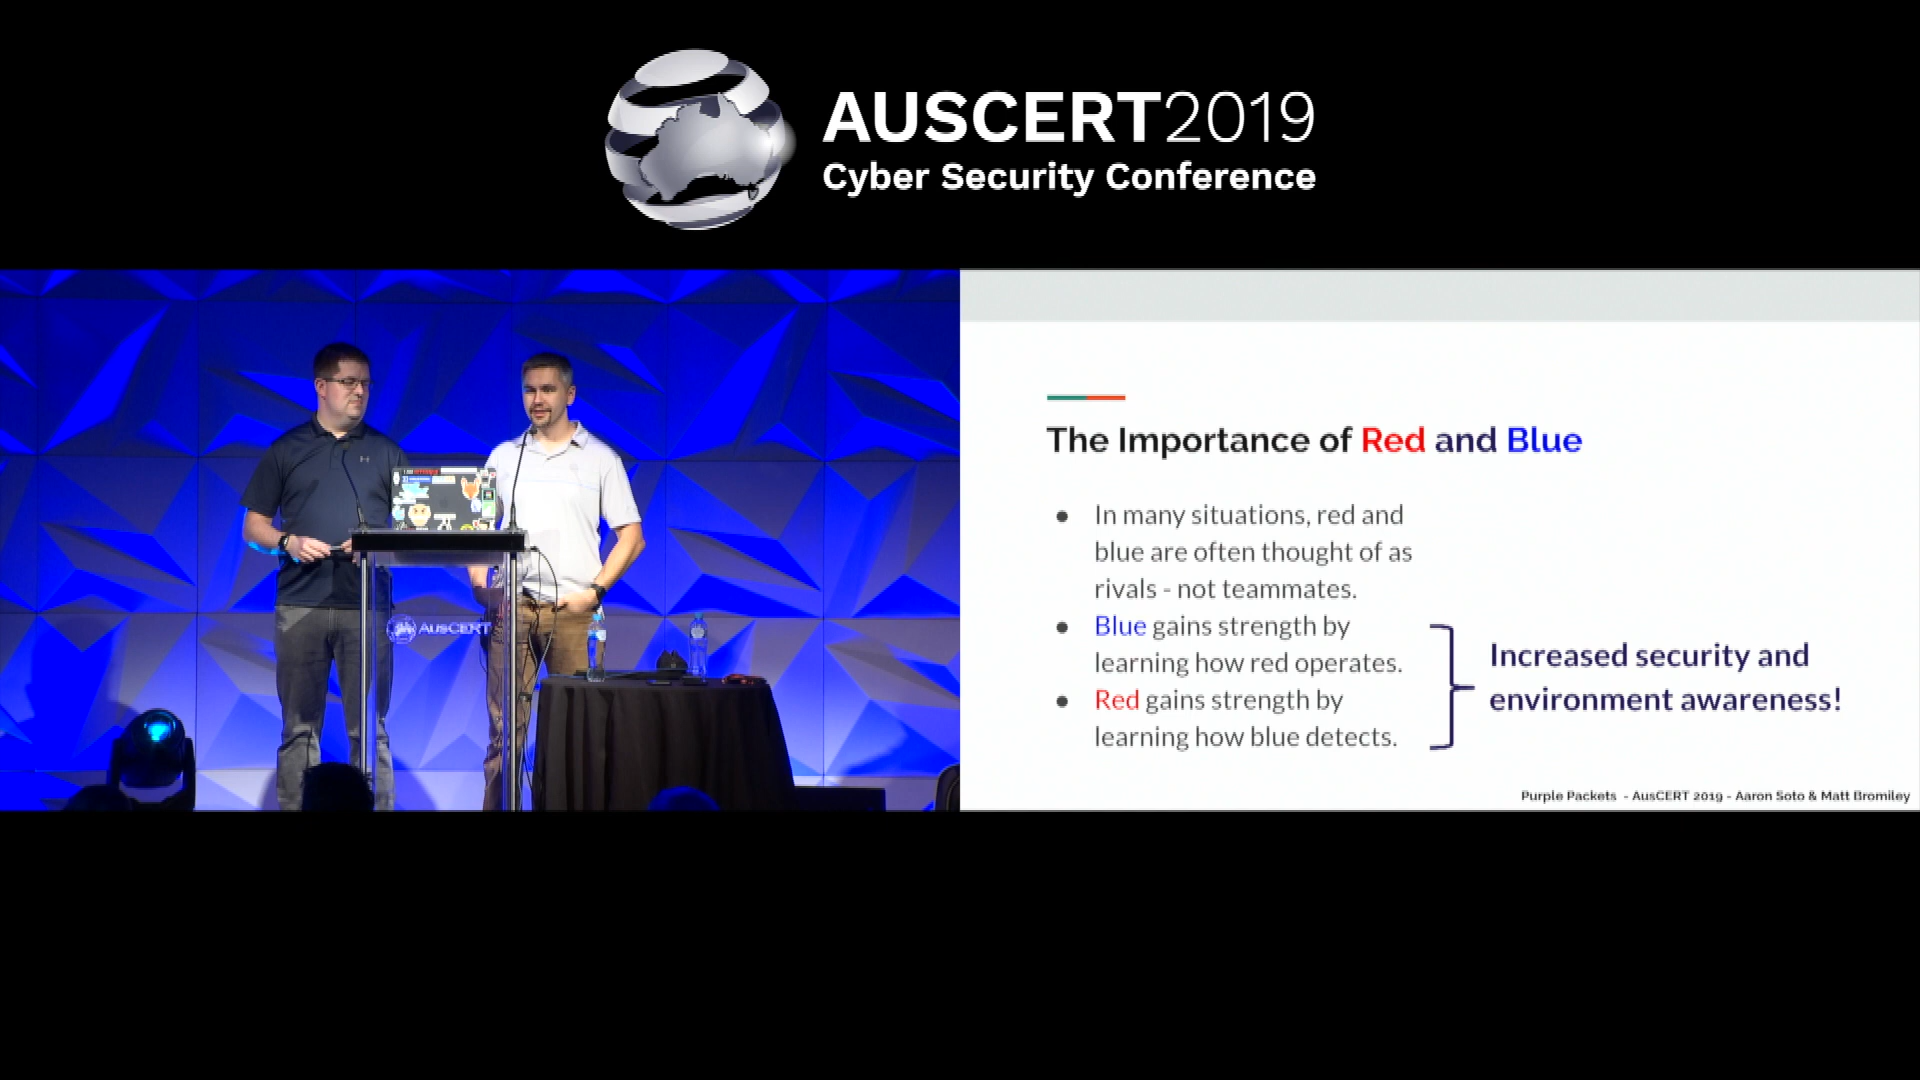 AUSCERT2019
Cyber Security Conference
AUSCERT
The Importance of Red and Blue
● In many situations, red and
blue are often thought of as
rivals - not teammates.
● Blue gains strength by
learning how red operates.
● Red gains strength by
learning how blue detects.
Increased security and
environment awareness!
Purple Packets - AusCERT 2019 - Aaron Soto & Matt Bromiley